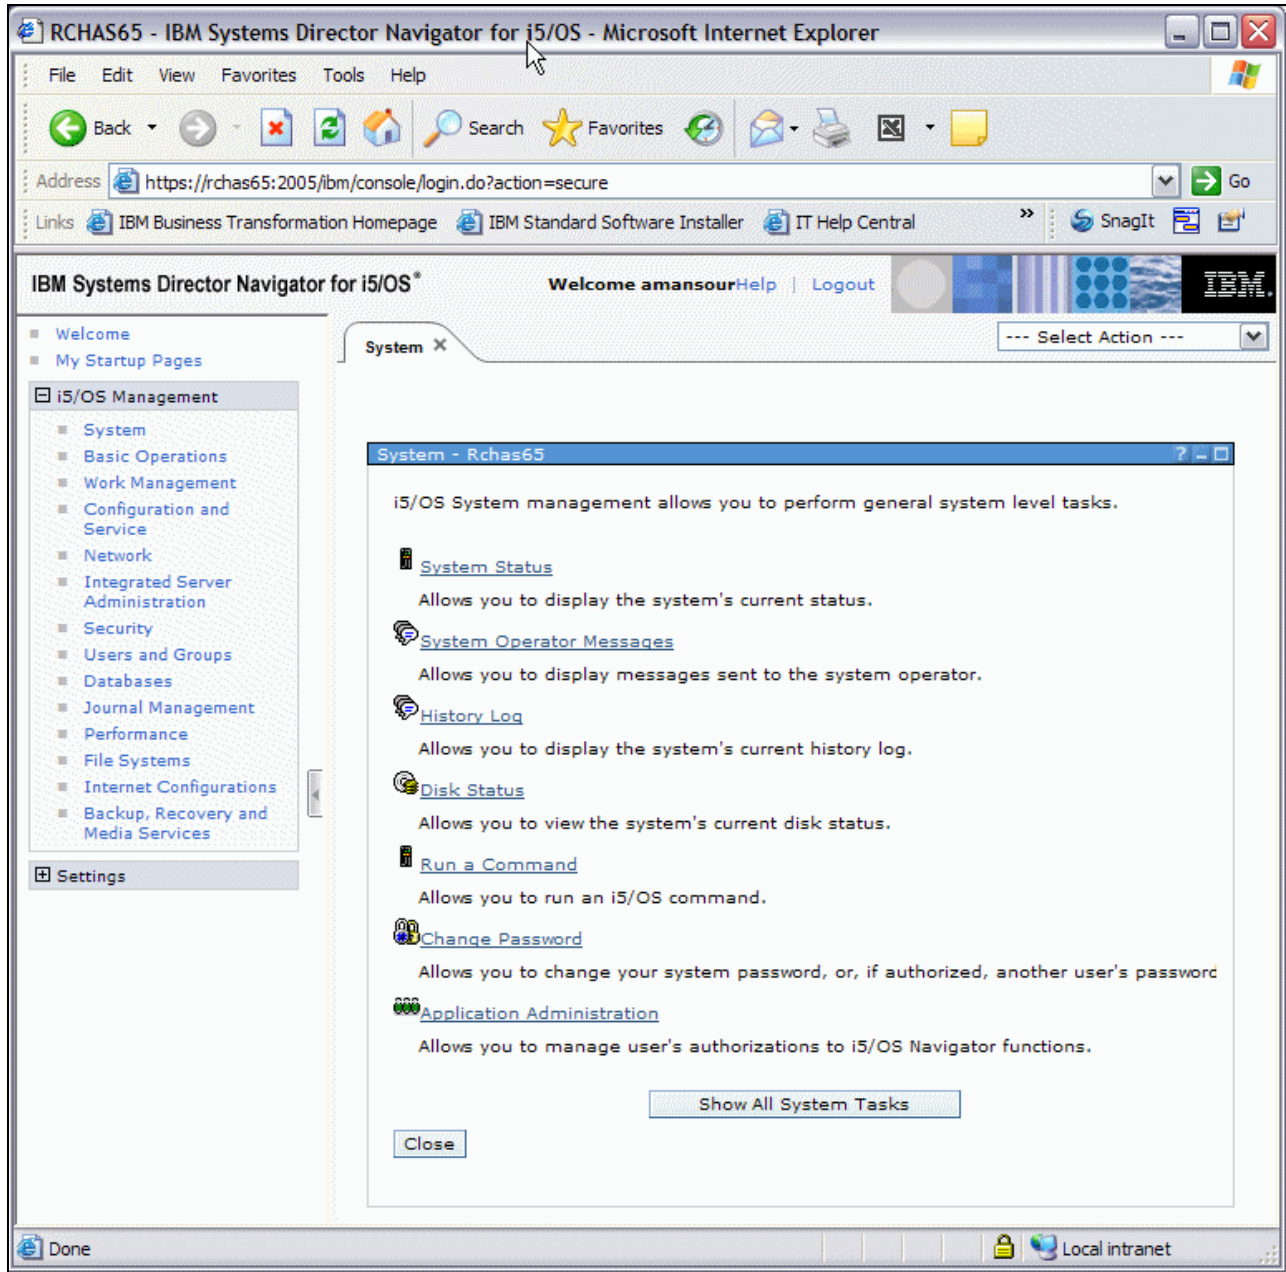 RCHAS65 - IBM Systems Director Navigator for i5/OS - Microsoft Internet Explorer
File Edit View Favorites Tools Help
Back Search Favorites
Address https://rchas65:2005/ibm/console/login.do?action=secure Go
Links IBM Business Transformation Homepage IBM Standard Software Installer IT Help Central » SnagIt
IBM Systems Director Navigator for i5/OS® Welcome amansourHelp | Logout IBM.
Welcome
My Startup Pages
i5/OS Management
System
Basic Operations
Work Management
Configuration and
Service
Network
Integrated Server
Administration
Security
Users and Groups
Databases
Journal Management
Performance
File Systems
Internet Configurations
Backup, Recovery and
Media Services
Settings
System
--- Select Action ---
System - Rchas65
i5/OS System management allows you to perform general system level tasks.
System Status
Allows you to display the system's current status.
System Operator Messages
Allows you to display messages sent to the system operator.
History Log
Allows you to display the system's current history log.
Disk Status
Allows you to view the system's current disk status.
Run a Command
Allows you to run an i5/OS command.
Change Password
Allows you to change your system password, or, if authorized, another user's password
Application Administration
Allows you to manage user's authorizations to i5/OS Navigator functions.
Show All System Tasks
Close
Done Local intranet